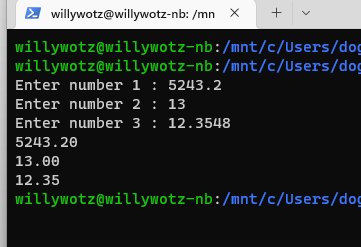 willywotz@willywotz-nb: /mn
willywotz@willywotz-nb:/mnt/c/Users/dog
willywotz@willywotz-nb:/mnt/c/Users/dog
Enter number 1 : 5243.2
Enter number 2 : 13
Enter number 3 : 12.3548
5243.20
13.00
12.35
willywotz@willywotz-nb:/mnt/c/Users/dog